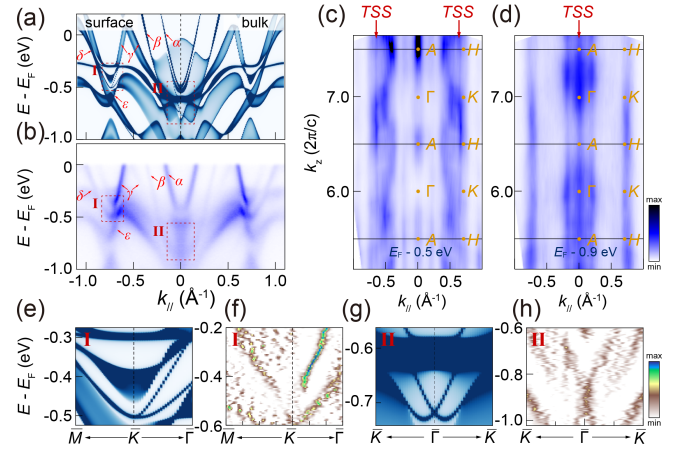 (a)
surface
bulk
0
-0.5
-1.0
E - E_F (eV)
δ
I
γ
β
α
II
ε
(b)
0
-0.5
-1.0
E - E_F (eV)
δ
I
γ
β
α
II
ε
-1.0
-0.5
0
0.5
1.0
k_// (Å⁻¹)
(c)
TSS
TSS
7.0
6.0
k_z (2π/c)
A
H
Γ
K
A
H
Γ
K
A
H
E_F - 0.5 eV
-0.5
0
0.5
k_// (Å⁻¹)
(d)
TSS
A
H
Γ
K
A
H
Γ
K
A
H
E_F - 0.9 eV
-0.5
0
0.5
k_// (Å⁻¹)
max
min
(e)
I
-0.3
-0.4
-0.5
E - E_F (eV)
M̄
K̄
Γ̄
(f)
I
-0.2
-0.4
-0.6
M̄
K̄
Γ̄
(g)
II
-0.5
-0.6
-0.7
K̄
Γ̄
K̄
(h)
II
-0.6
-0.8
-1.0
K̄
Γ̄
K̄
max
min